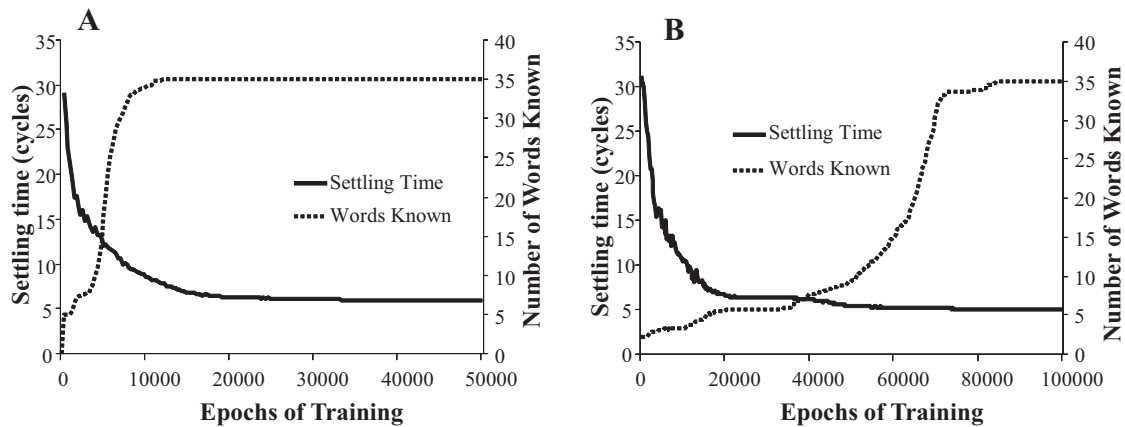 A
35
30
25
20
15
10
5
0
Settling time (cycles)
40
35
30
25
20
15
10
5
0
Number of Words Known
Settling Time
Words Known
0 10000 20000 30000 40000 50000
Epochs of Training
B
35
30
25
20
15
10
5
0
Settling time (cycles)
40
35
30
25
20
15
10
5
0
Number of Words Known
Settling Time
Words Known
0 20000 40000 60000 80000 100000
Epochs of Training